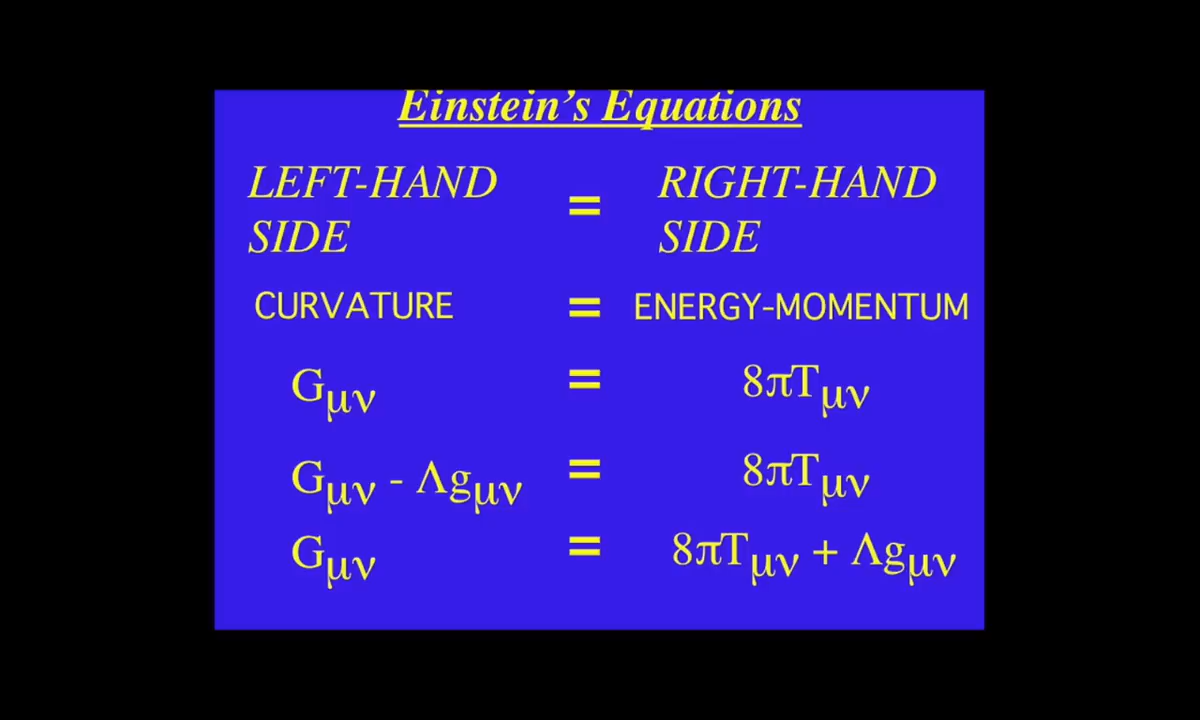 Einstein's Equations
LEFT-HAND SIDE = RIGHT-HAND SIDE
CURVATURE = ENERGY-MOMENTUM
Gμν = 8πTμν
Gμν - Λgμν = 8πTμν
Gμν = 8πTμν + Λgμν